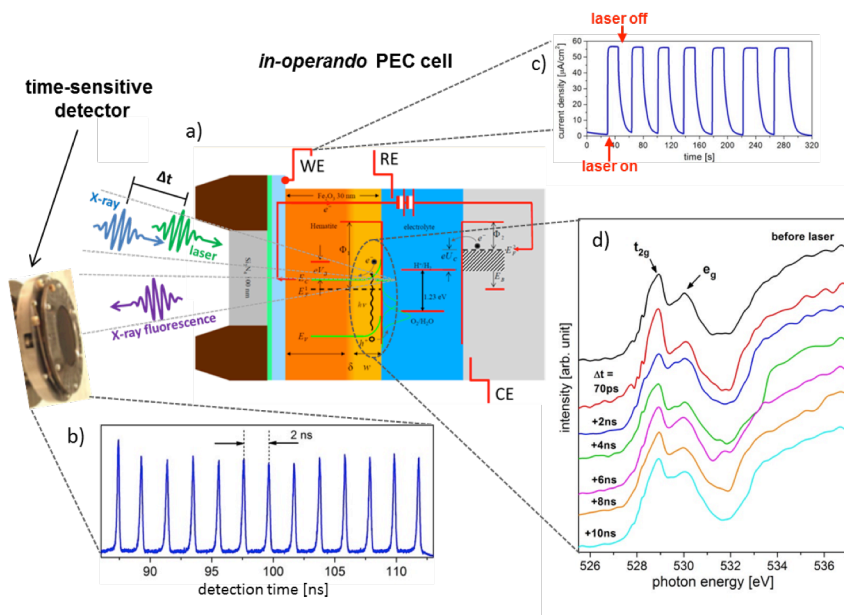 in-operando PEC cell
time-sensitive
detector
a)
WE
RE
CE
Δt
X-ray
laser
X-ray fluorescence
Si₃N₄ 100 nm
Fe₂O₃ 30 nm
e⁻
Hematite
electrolyte
hν
δ
w
H⁺/H₂
1.23 eV
O₂/H₂O
b)
2 ns
90
95
100
105
110
detection time [ns]
c)
laser off
laser on
current density [μA/cm²]
60
50
40
30
20
10
0
0
40
80
120
160
200
240
280
320
time [s]
d)
t2g
eg
before laser
Δt =
70ps
+2ns
+4ns
+6ns
+8ns
+10ns
intensity [arb. unit]
526
528
530
532
534
536
photon energy [eV]